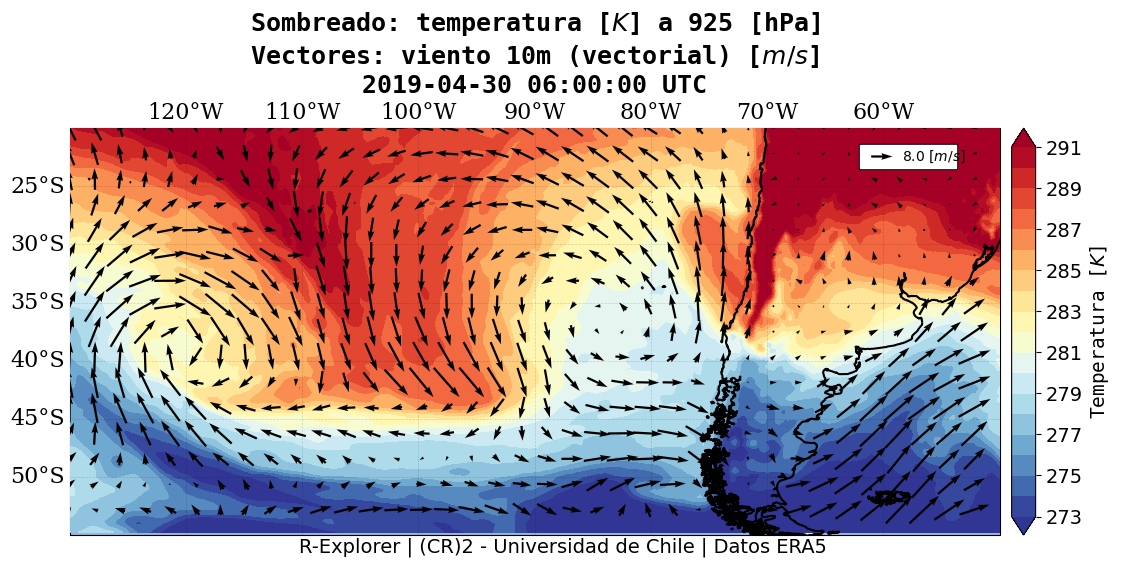 Sombreado: temperatura [K] a 925 [hPa]
Vectores: viento 10m (vectorial) [m/s]
2019-04-30 06:00:00 UTC
120°W 110°W 100°W 90°W 80°W 70°W 60°W
8.0 [m/s]
25°S
30°S
35°S
40°S
45°S
50°S
291
289
287
285
283
281
279
277
275
273
Temperatura [K]
R-Explorer | (CR)2 - Universidad de Chile | Datos ERA5